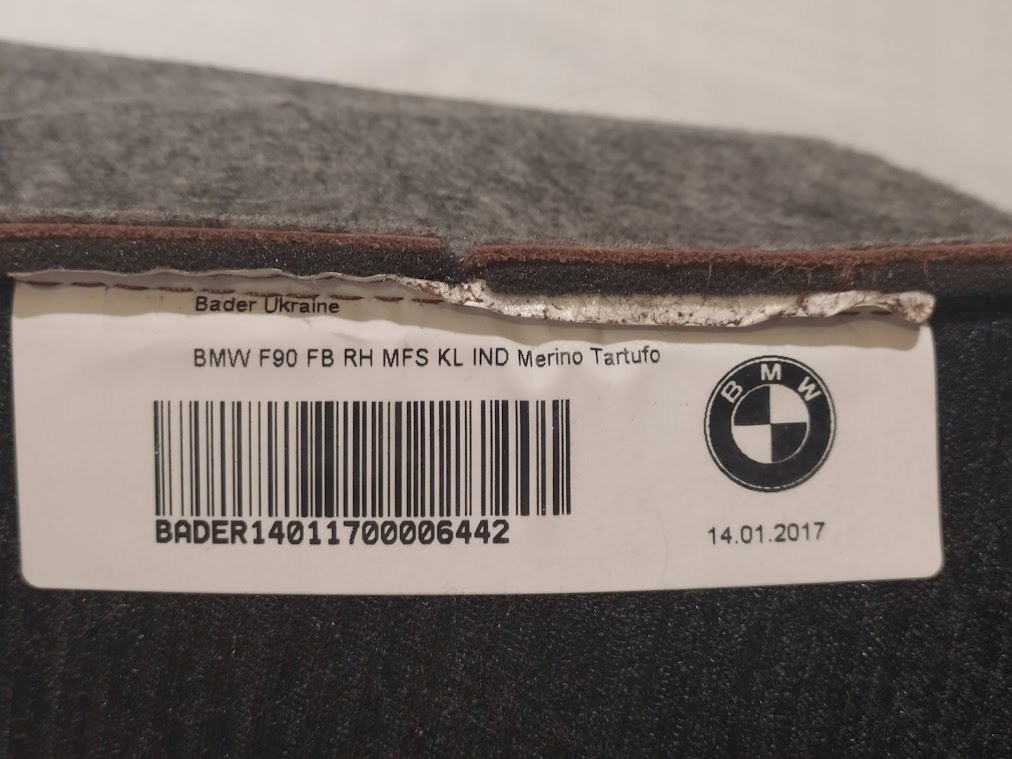 Bader Ukraine
BMW F90 FB RH MFS KL IND Merino Tartufo
BMW
BADER14011700006442
14.01.2017